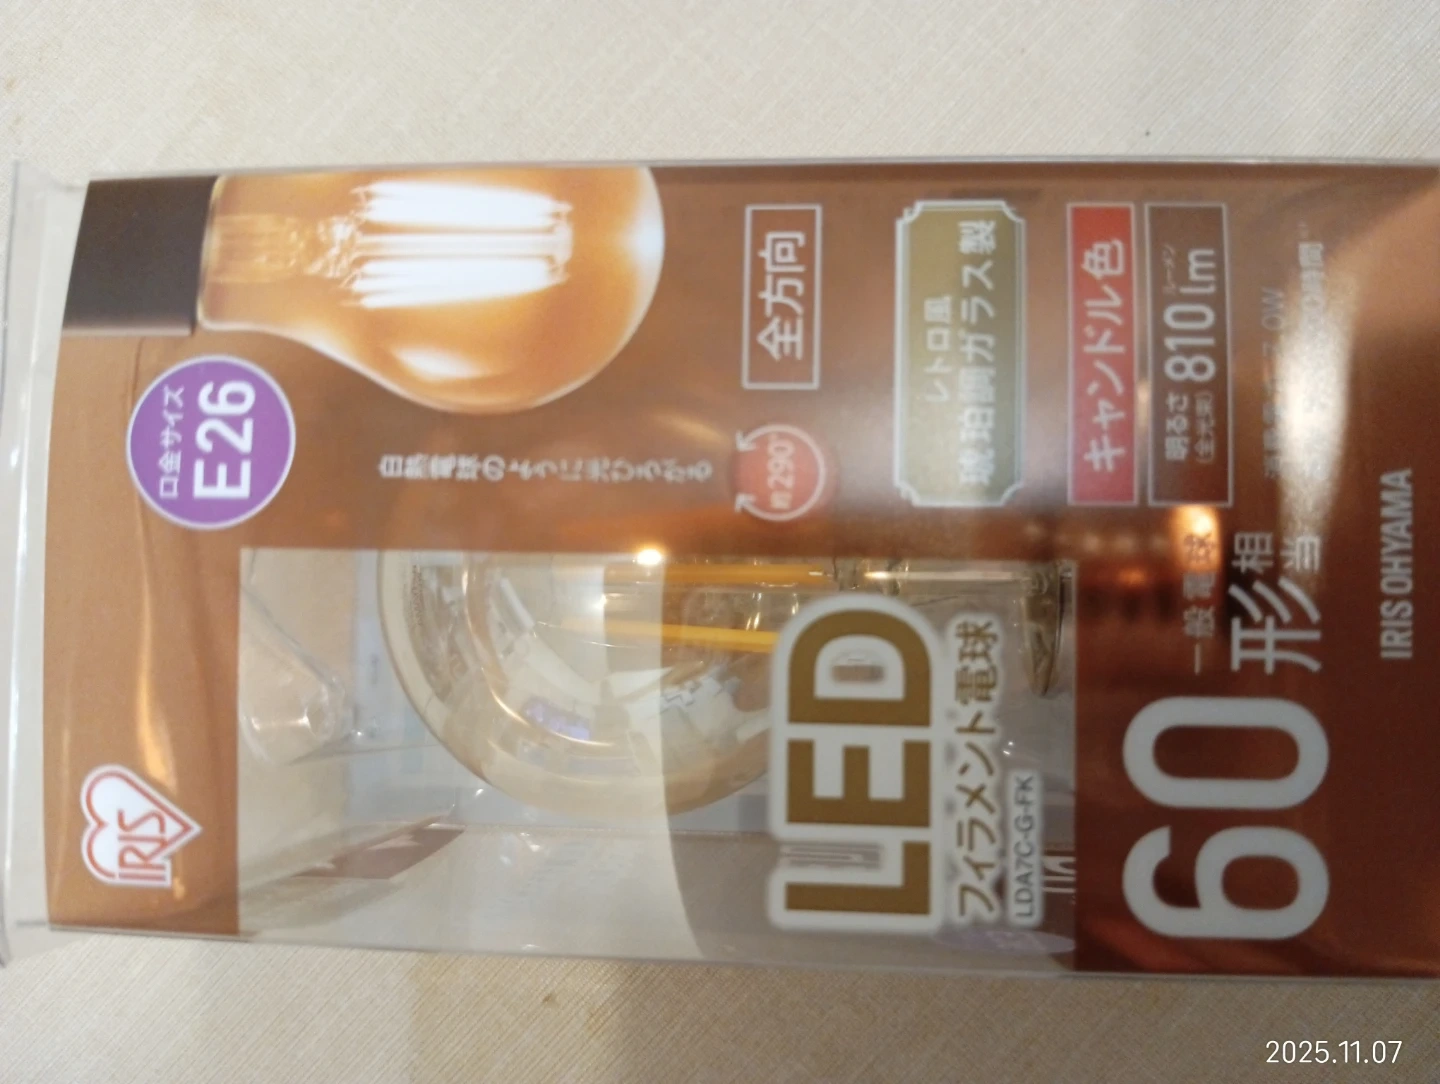 IRIS
口金サイズ
E26
白熱電球のように光ひろがる
約290°
全方向
レトロ風
琥珀調ガラス製
LED
フィラメント電球
LDA7C-G-FK
キャンドル色
明るさ
(全光束)
810 lm
ルーメン
一般電球
60形相当
IRIS OHYAMA
2025.11.07